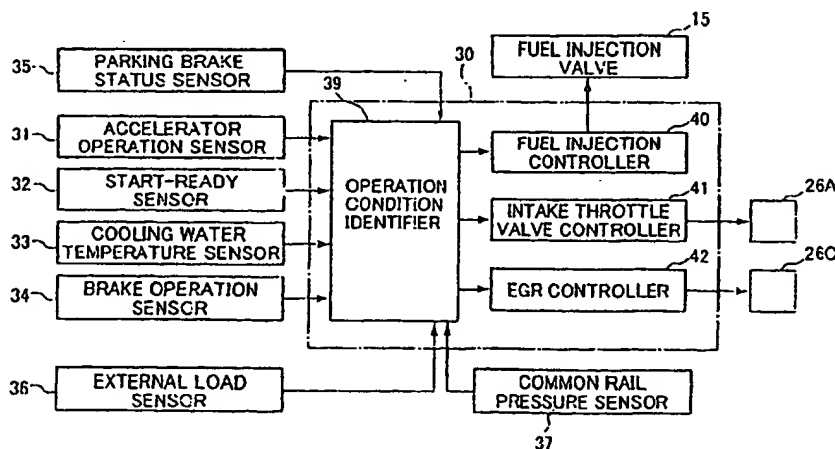 15
35
PARKING BRAKE
STATUS SENSOR
30
FUEL INJECTION
VALVE
39
31
ACCELERATOR
OPERATION SENSOR
40
FUEL INJECTION
CONTROLLER
32
START-READY
SENSOR
OPERATION
CONDITION
IDENTIFIER
41
INTAKE THROTTLE
VALVE CONTROLLER
26A
33
COOLING WATER
TEMPERATURE SENSOR
42
EGR CONTROLLER
26C
34
BRAKE OPERATION
SENSOR
36
EXTERNAL LOAD
SENSOR
COMMON RAIL
PRESSURE SENSOR
37